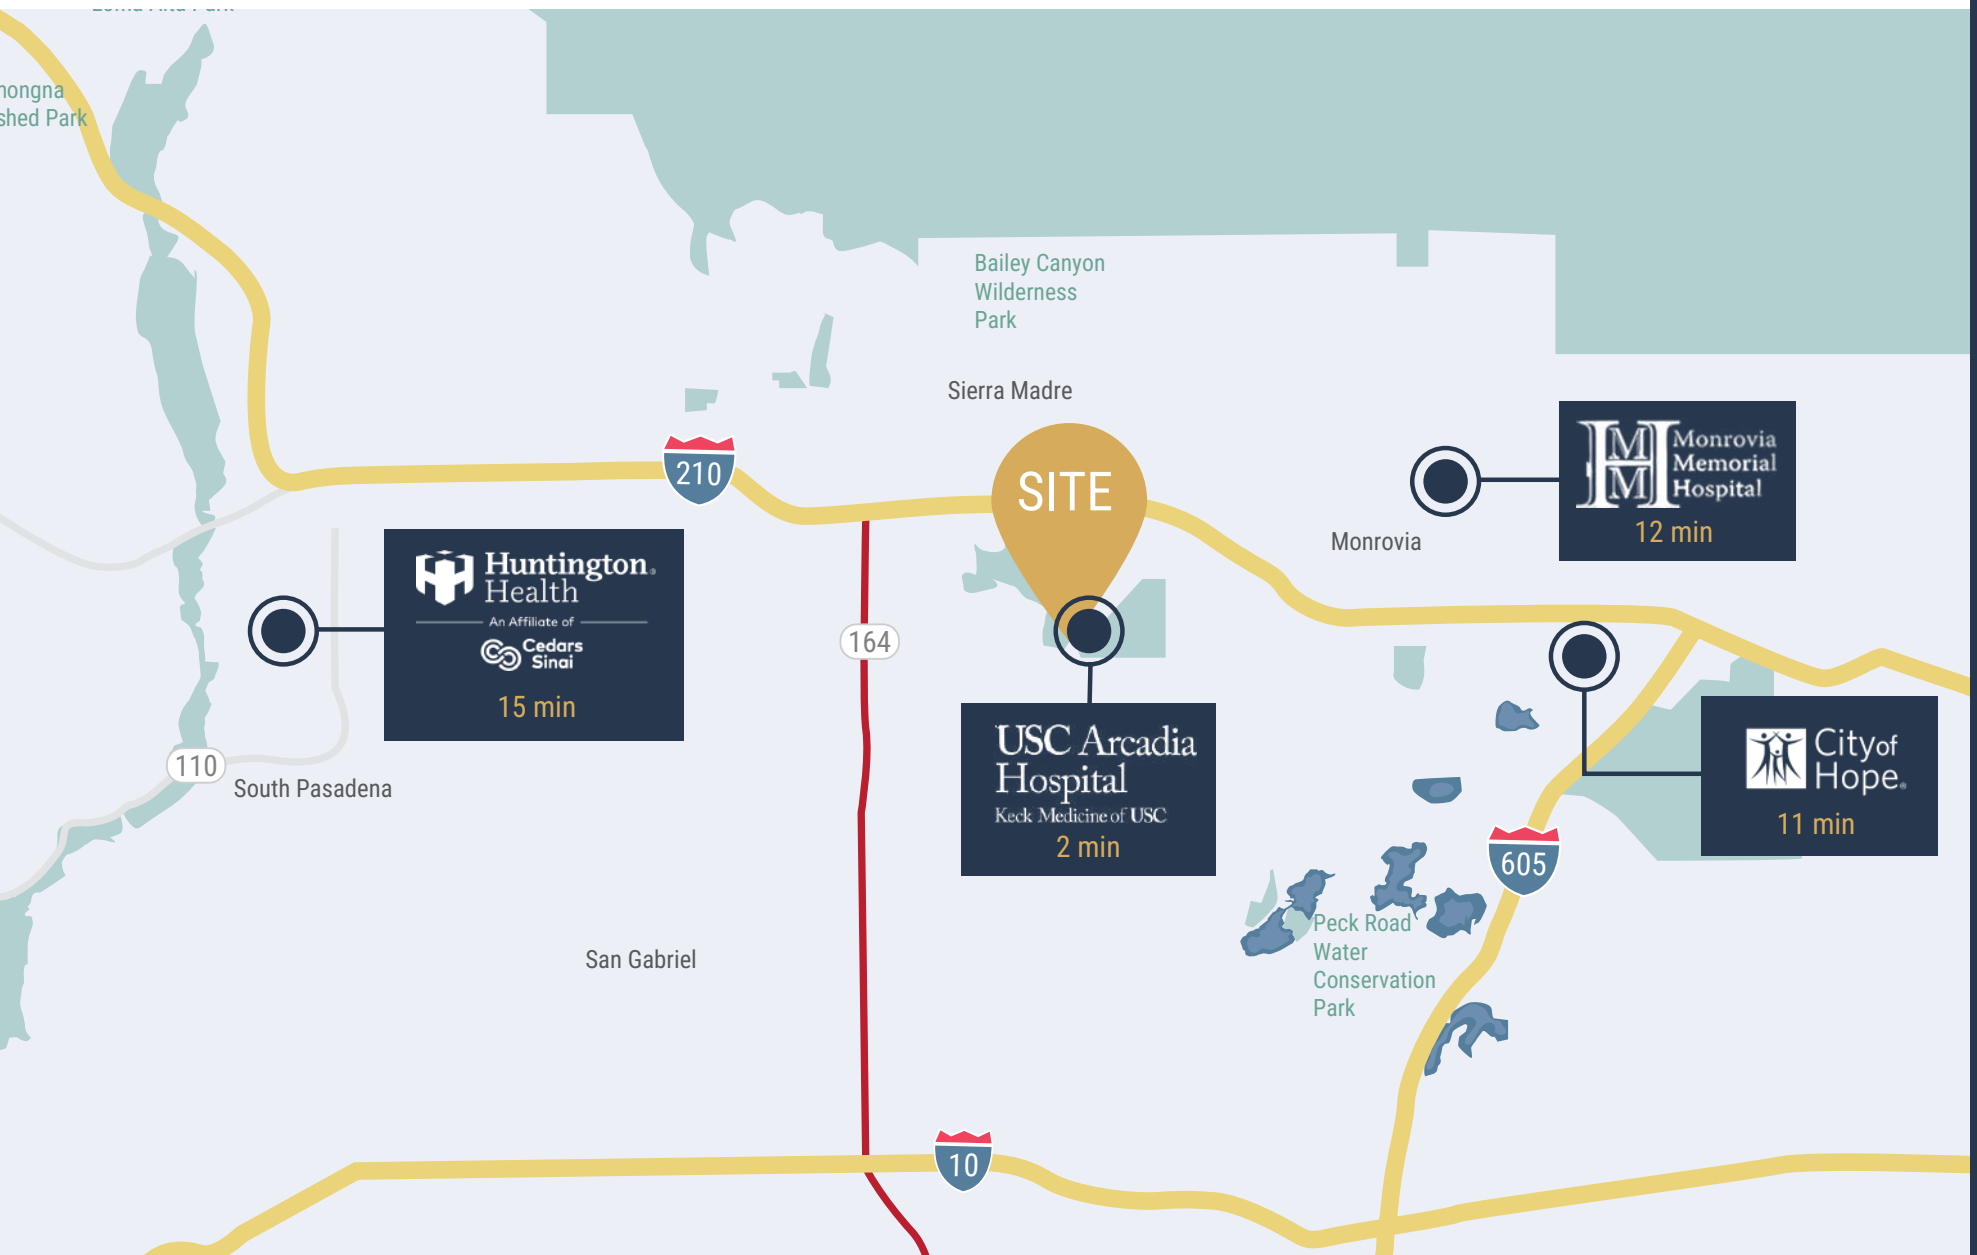 Bailey Canyon
Wilderness
Park
Sierra Madre
210
SITE
Monrovia
Memorial
Hospital
12 min
Monrovia
Huntington
Health
An Affiliate of
Cedars
Sinai
15 min
164
110
South Pasadena
USC Arcadia
Hospital
Keck Medicine of USC
2 min
City of
Hope
11 min
605
Peck Road
Water
Conservation
Park
San Gabriel
10
shed Park